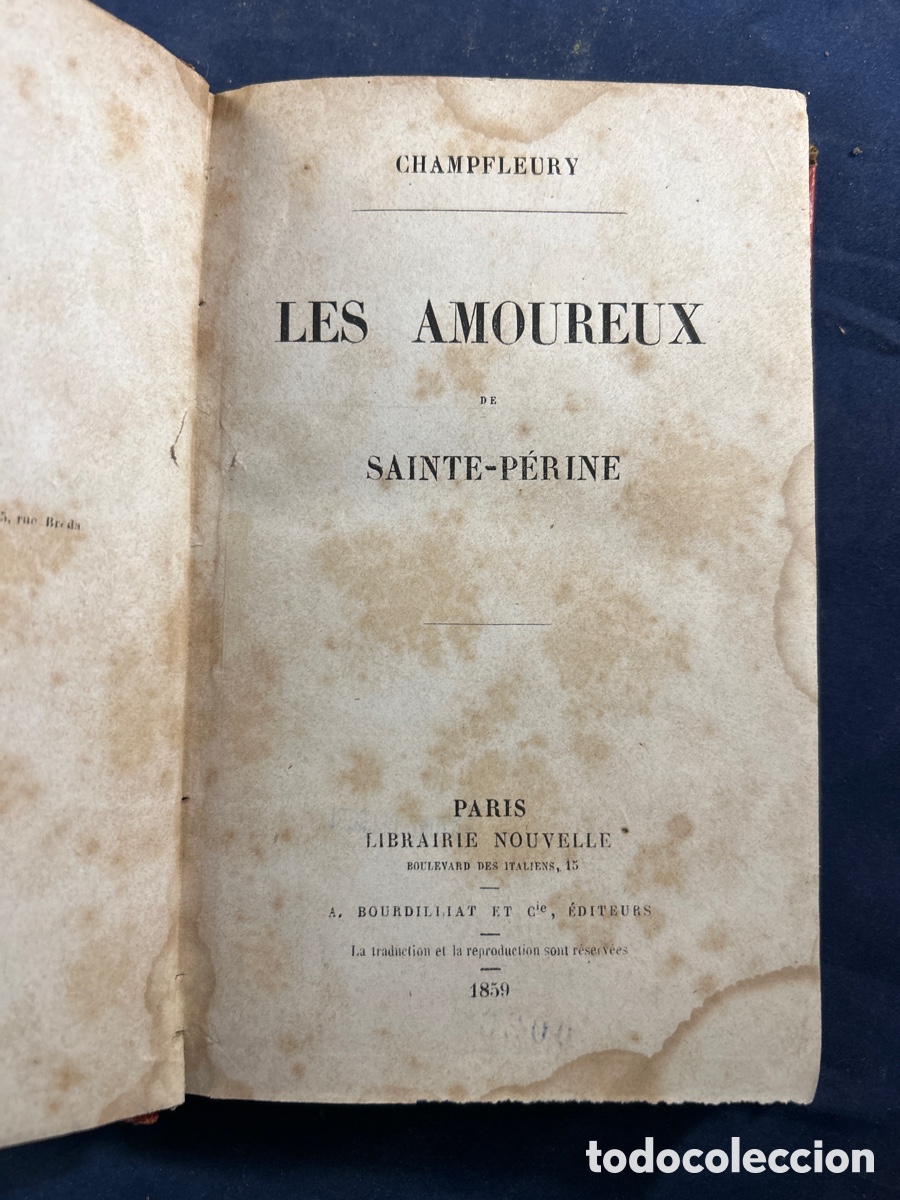 CHAMPFLEURY
LES AMOUREUX
DE
SAINTE-PÉRINE
5, rue Bréda
PARIS
LIBRAIRIE NOUVELLE
BOULEVARD DES ITALIENS, 15
A. BOURDILLIAT ET Cie, ÉDITEURS
La traduction et la reproduction sont réservées
1859
todocoleccion